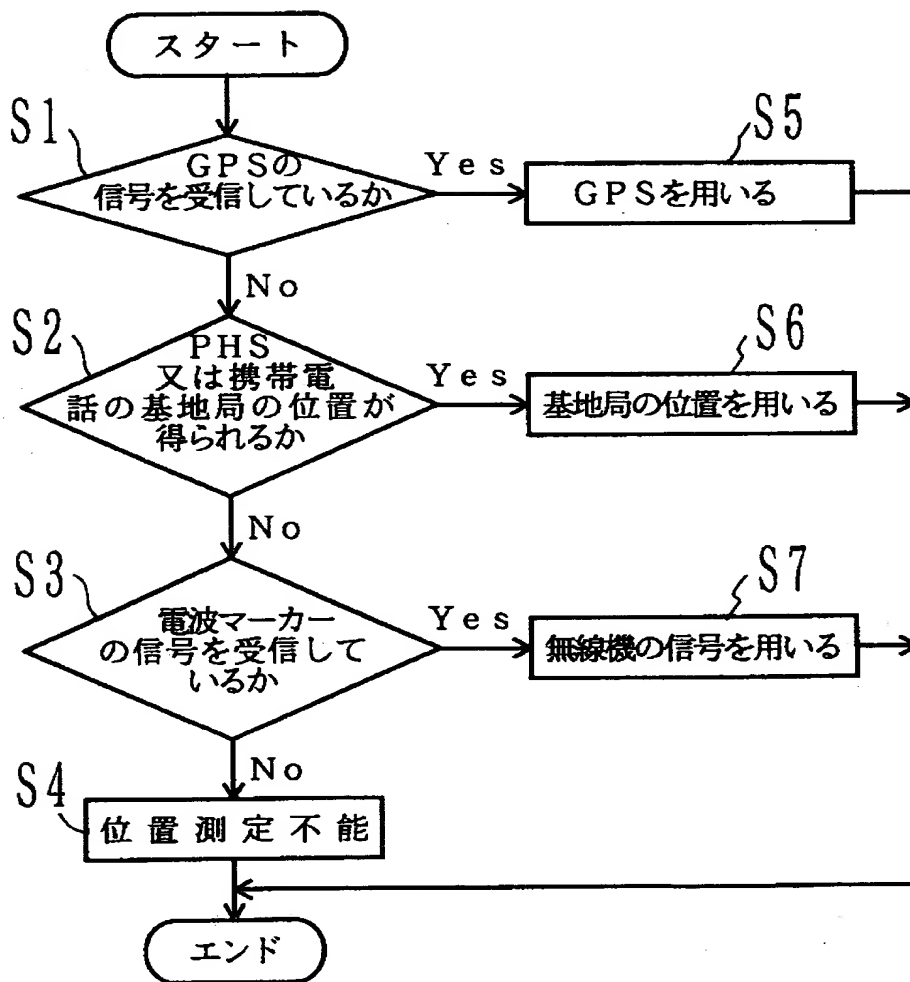 スタート
S1
GPSの
信号を受信しているか
Yes
S5
GPSを用いる
No
S2
PHS
又は携帯電
話の基地局の位置が
得られるか
Yes
S6
基地局の位置を用いる
No
S3
電波マーカー
の信号を受信して
いるか
Yes
S7
無線機の信号を用いる
No
S4
位置測定不能
エンド